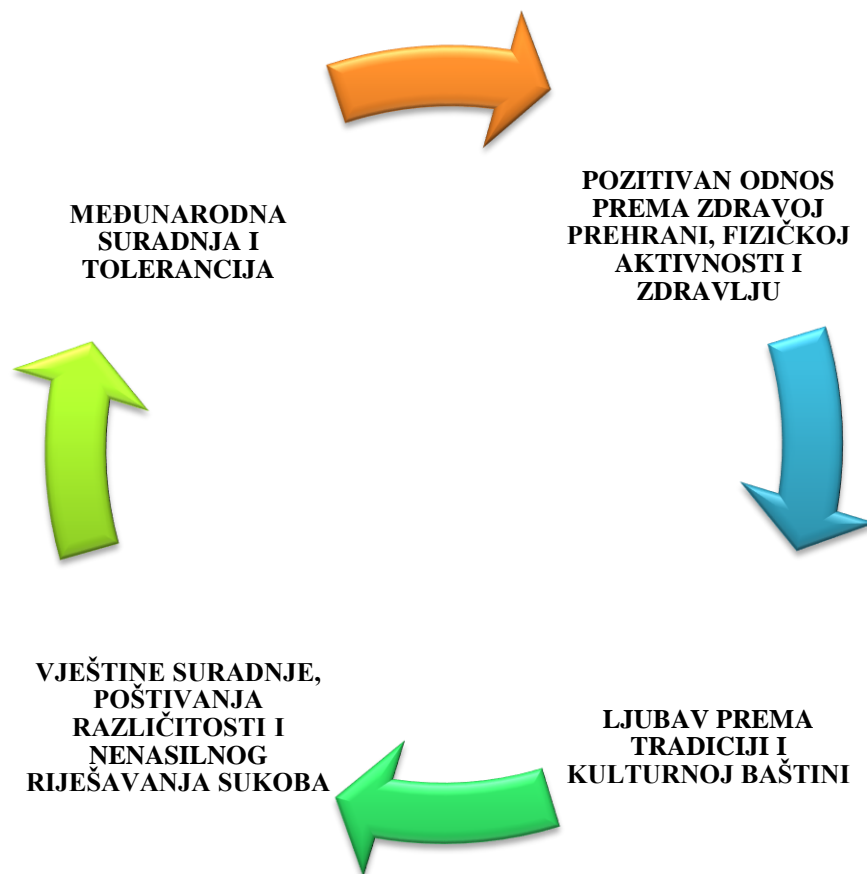 MEĐUNARODNA
SURADNJA I
TOLERANCIJA
POZITIVAN ODNOS
PREMA ZDRAVOJ
PREHRANI, FIZIČKOJ
AKTIVNOSTI I
ZDRAVLJU
LJUBAV PREMA
TRADICIJI I
KULTURNOJ BAŠTINI
VJEŠTINE SURADNJE,
POŠTIVANJA
RAZLIČITOSTI I
NENASILNOG
RIJEŠAVANJA SUKOBA